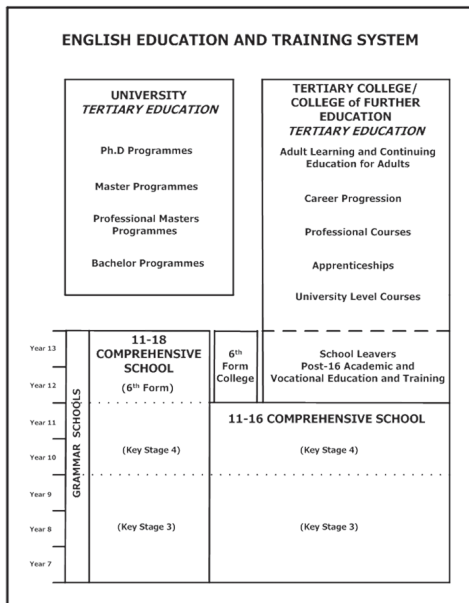 ENGLISH EDUCATION AND TRAINING SYSTEM
UNIVERSITY
TERTIARY EDUCATION
Ph.D Programmes
Master Programmes
Professional Masters
Programmes
Bachelor Programmes
TERTIARY COLLEGE/
COLLEGE of FURTHER
EDUCATION
TERTIARY EDUCATION
Adult Learning and Continuing
Education for Adults
Career Progression
Professional Courses
Apprenticeships
University Level Courses
Year 13
Year 12
Year 11
Year 10
Year 9
Year 8
Year 7
GRAMMAR SCHOOLS
11-18
COMPREHENSIVE
SCHOOL
(6th Form)
(Key Stage 4)
(Key Stage 3)
6th
Form
College
School Leavers
Post-16 Academic and
Vocational Education and Training
11-16 COMPREHENSIVE SCHOOL
(Key Stage 4)
(Key Stage 3)